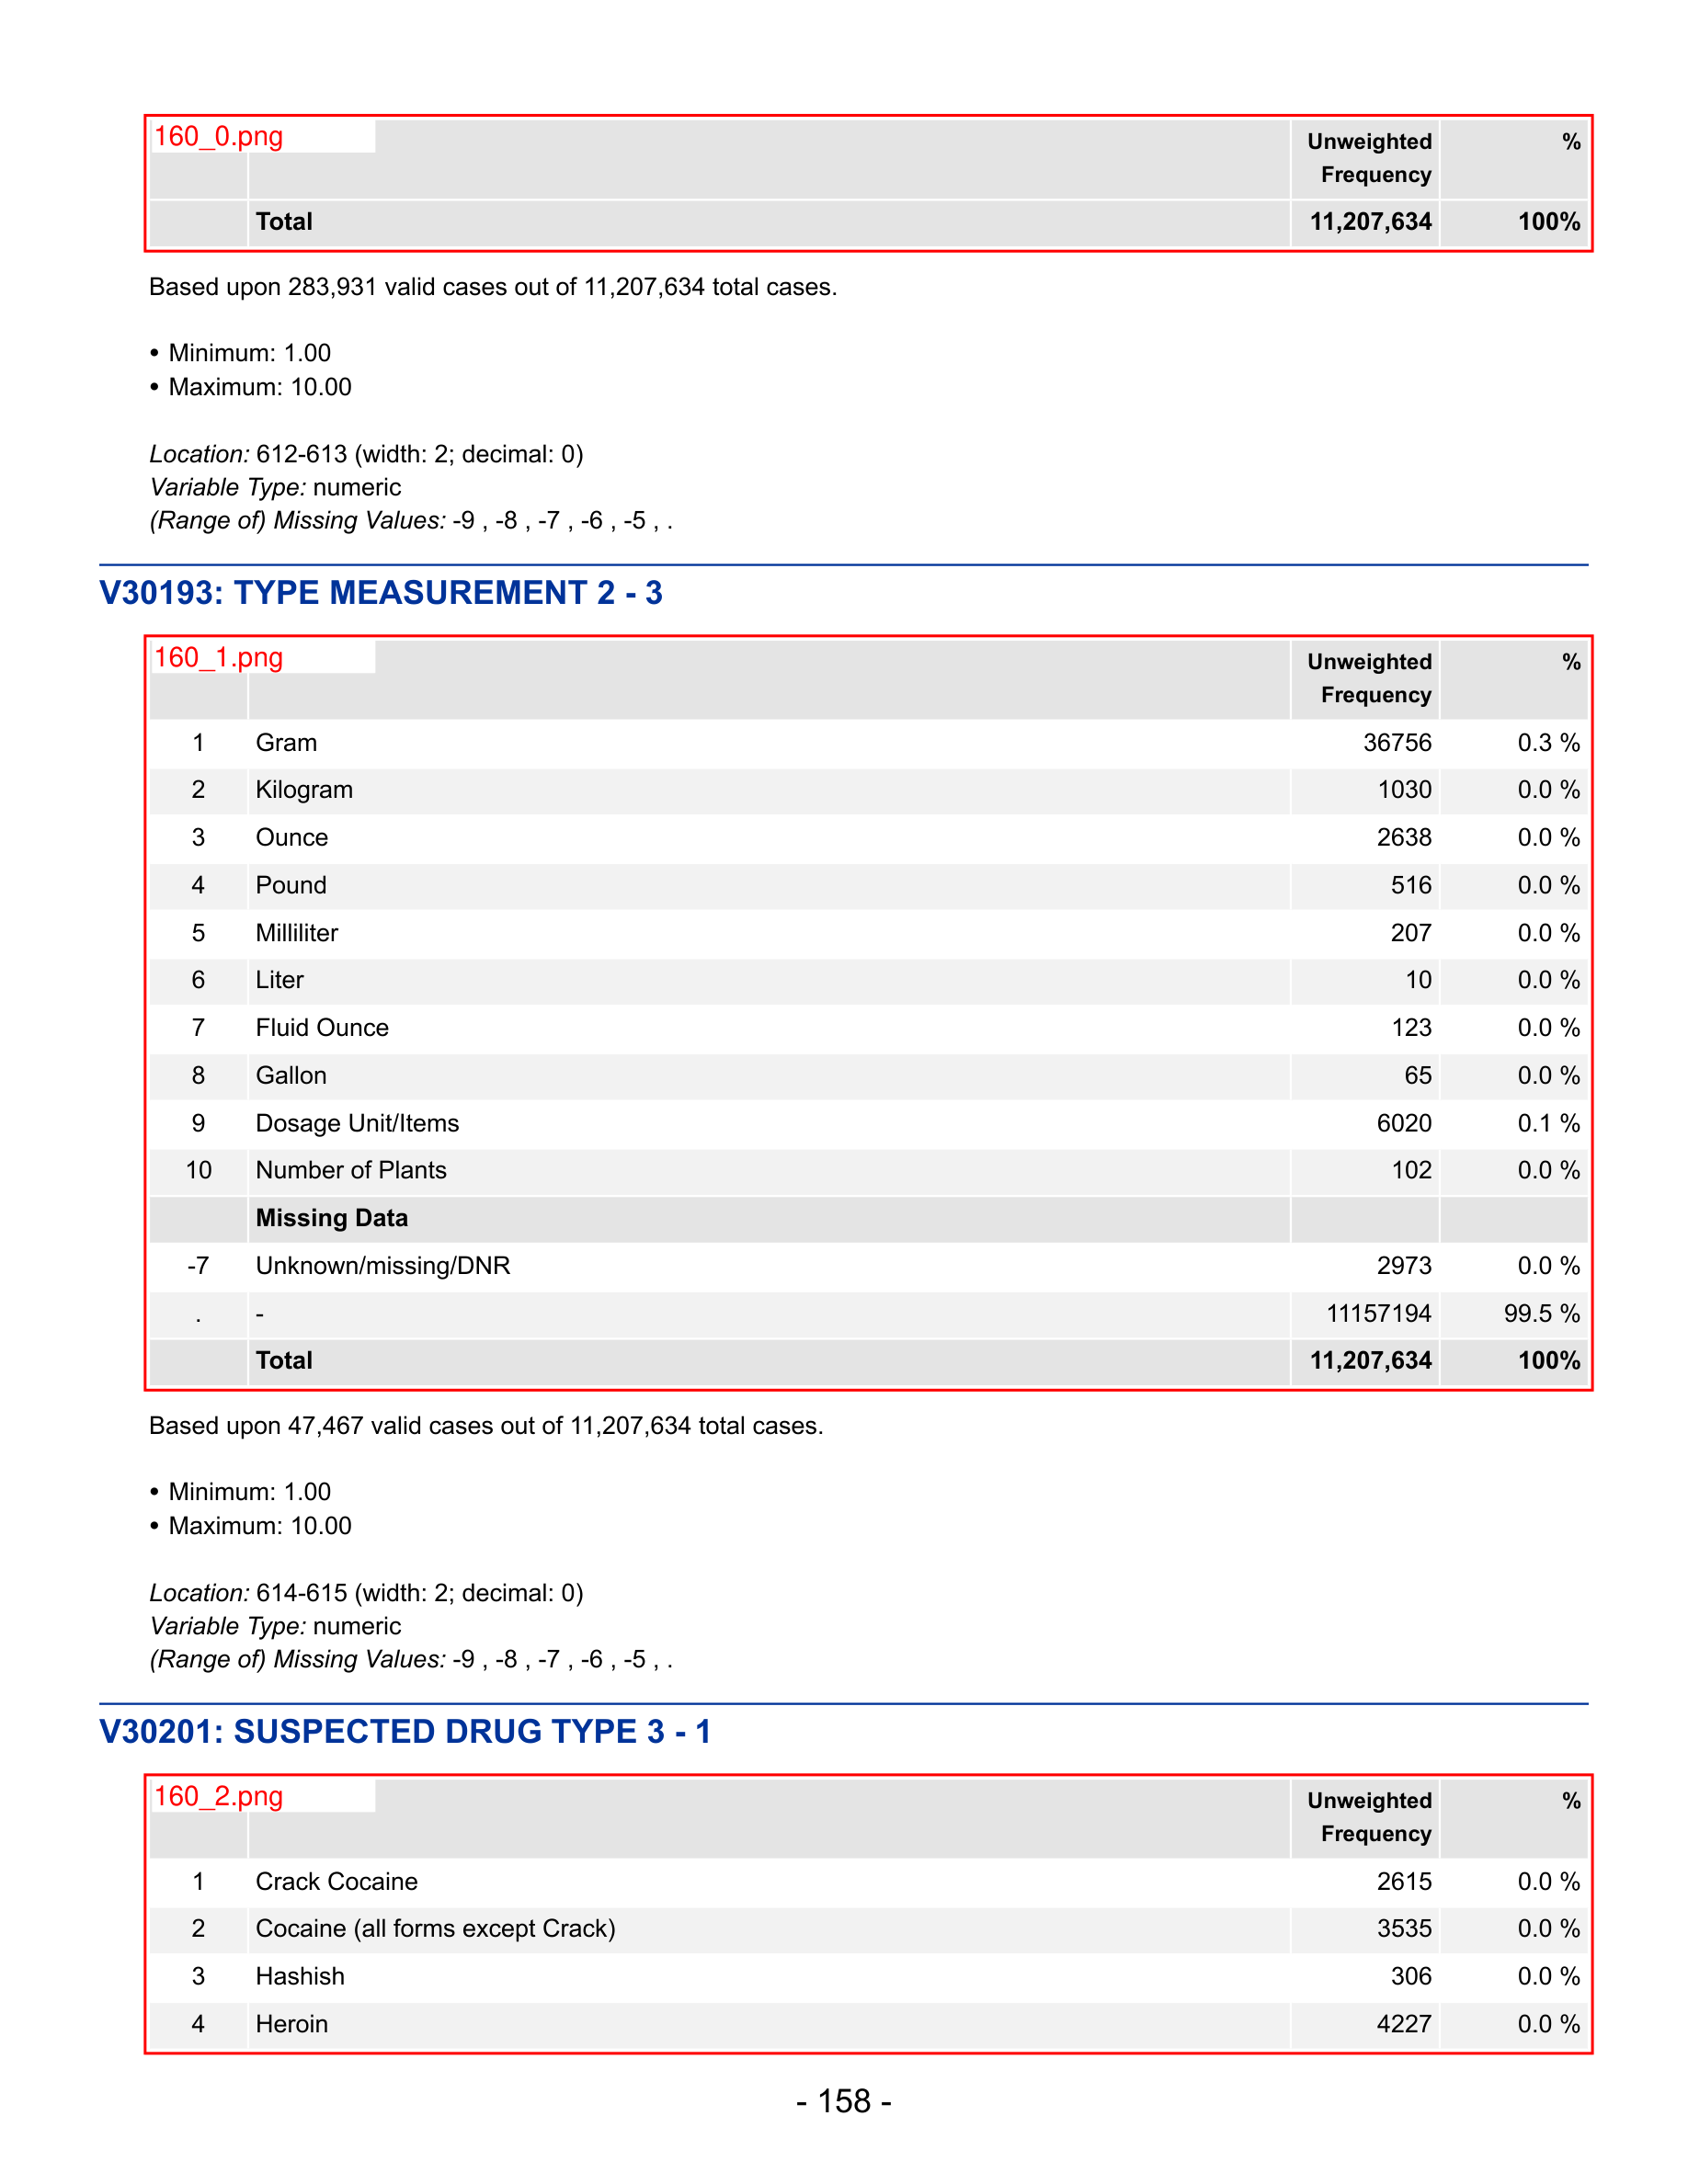 160_0.png Unweighted Frequency %
Total 11,207,634 100%
Based upon 283,931 valid cases out of 11,207,634 total cases.
• Minimum: 1.00
• Maximum: 10.00
Location: 612-613 (width: 2; decimal: 0)
Variable Type: numeric
(Range of) Missing Values: -9 , -8 , -7 , -6 , -5 , .
V30193: TYPE MEASUREMENT 2 - 3
160_1.png Unweighted Frequency %
1 Gram 36756 0.3 %
2 Kilogram 1030 0.0 %
3 Ounce 2638 0.0 %
4 Pound 516 0.0 %
5 Milliliter 207 0.0 %
6 Liter 10 0.0 %
7 Fluid Ounce 123 0.0 %
8 Gallon 65 0.0 %
9 Dosage Unit/Items 6020 0.1 %
10 Number of Plants 102 0.0 %
Missing Data
-7 Unknown/missing/DNR 2973 0.0 %
. - 11157194 99.5 %
Total 11,207,634 100%
Based upon 47,467 valid cases out of 11,207,634 total cases.
• Minimum: 1.00
• Maximum: 10.00
Location: 614-615 (width: 2; decimal: 0)
Variable Type: numeric
(Range of) Missing Values: -9 , -8 , -7 , -6 , -5 , .
V30201: SUSPECTED DRUG TYPE 3 - 1
160_2.png Unweighted Frequency %
1 Crack Cocaine 2615 0.0 %
2 Cocaine (all forms except Crack) 3535 0.0 %
3 Hashish 306 0.0 %
4 Heroin 4227 0.0 %
- 158 -